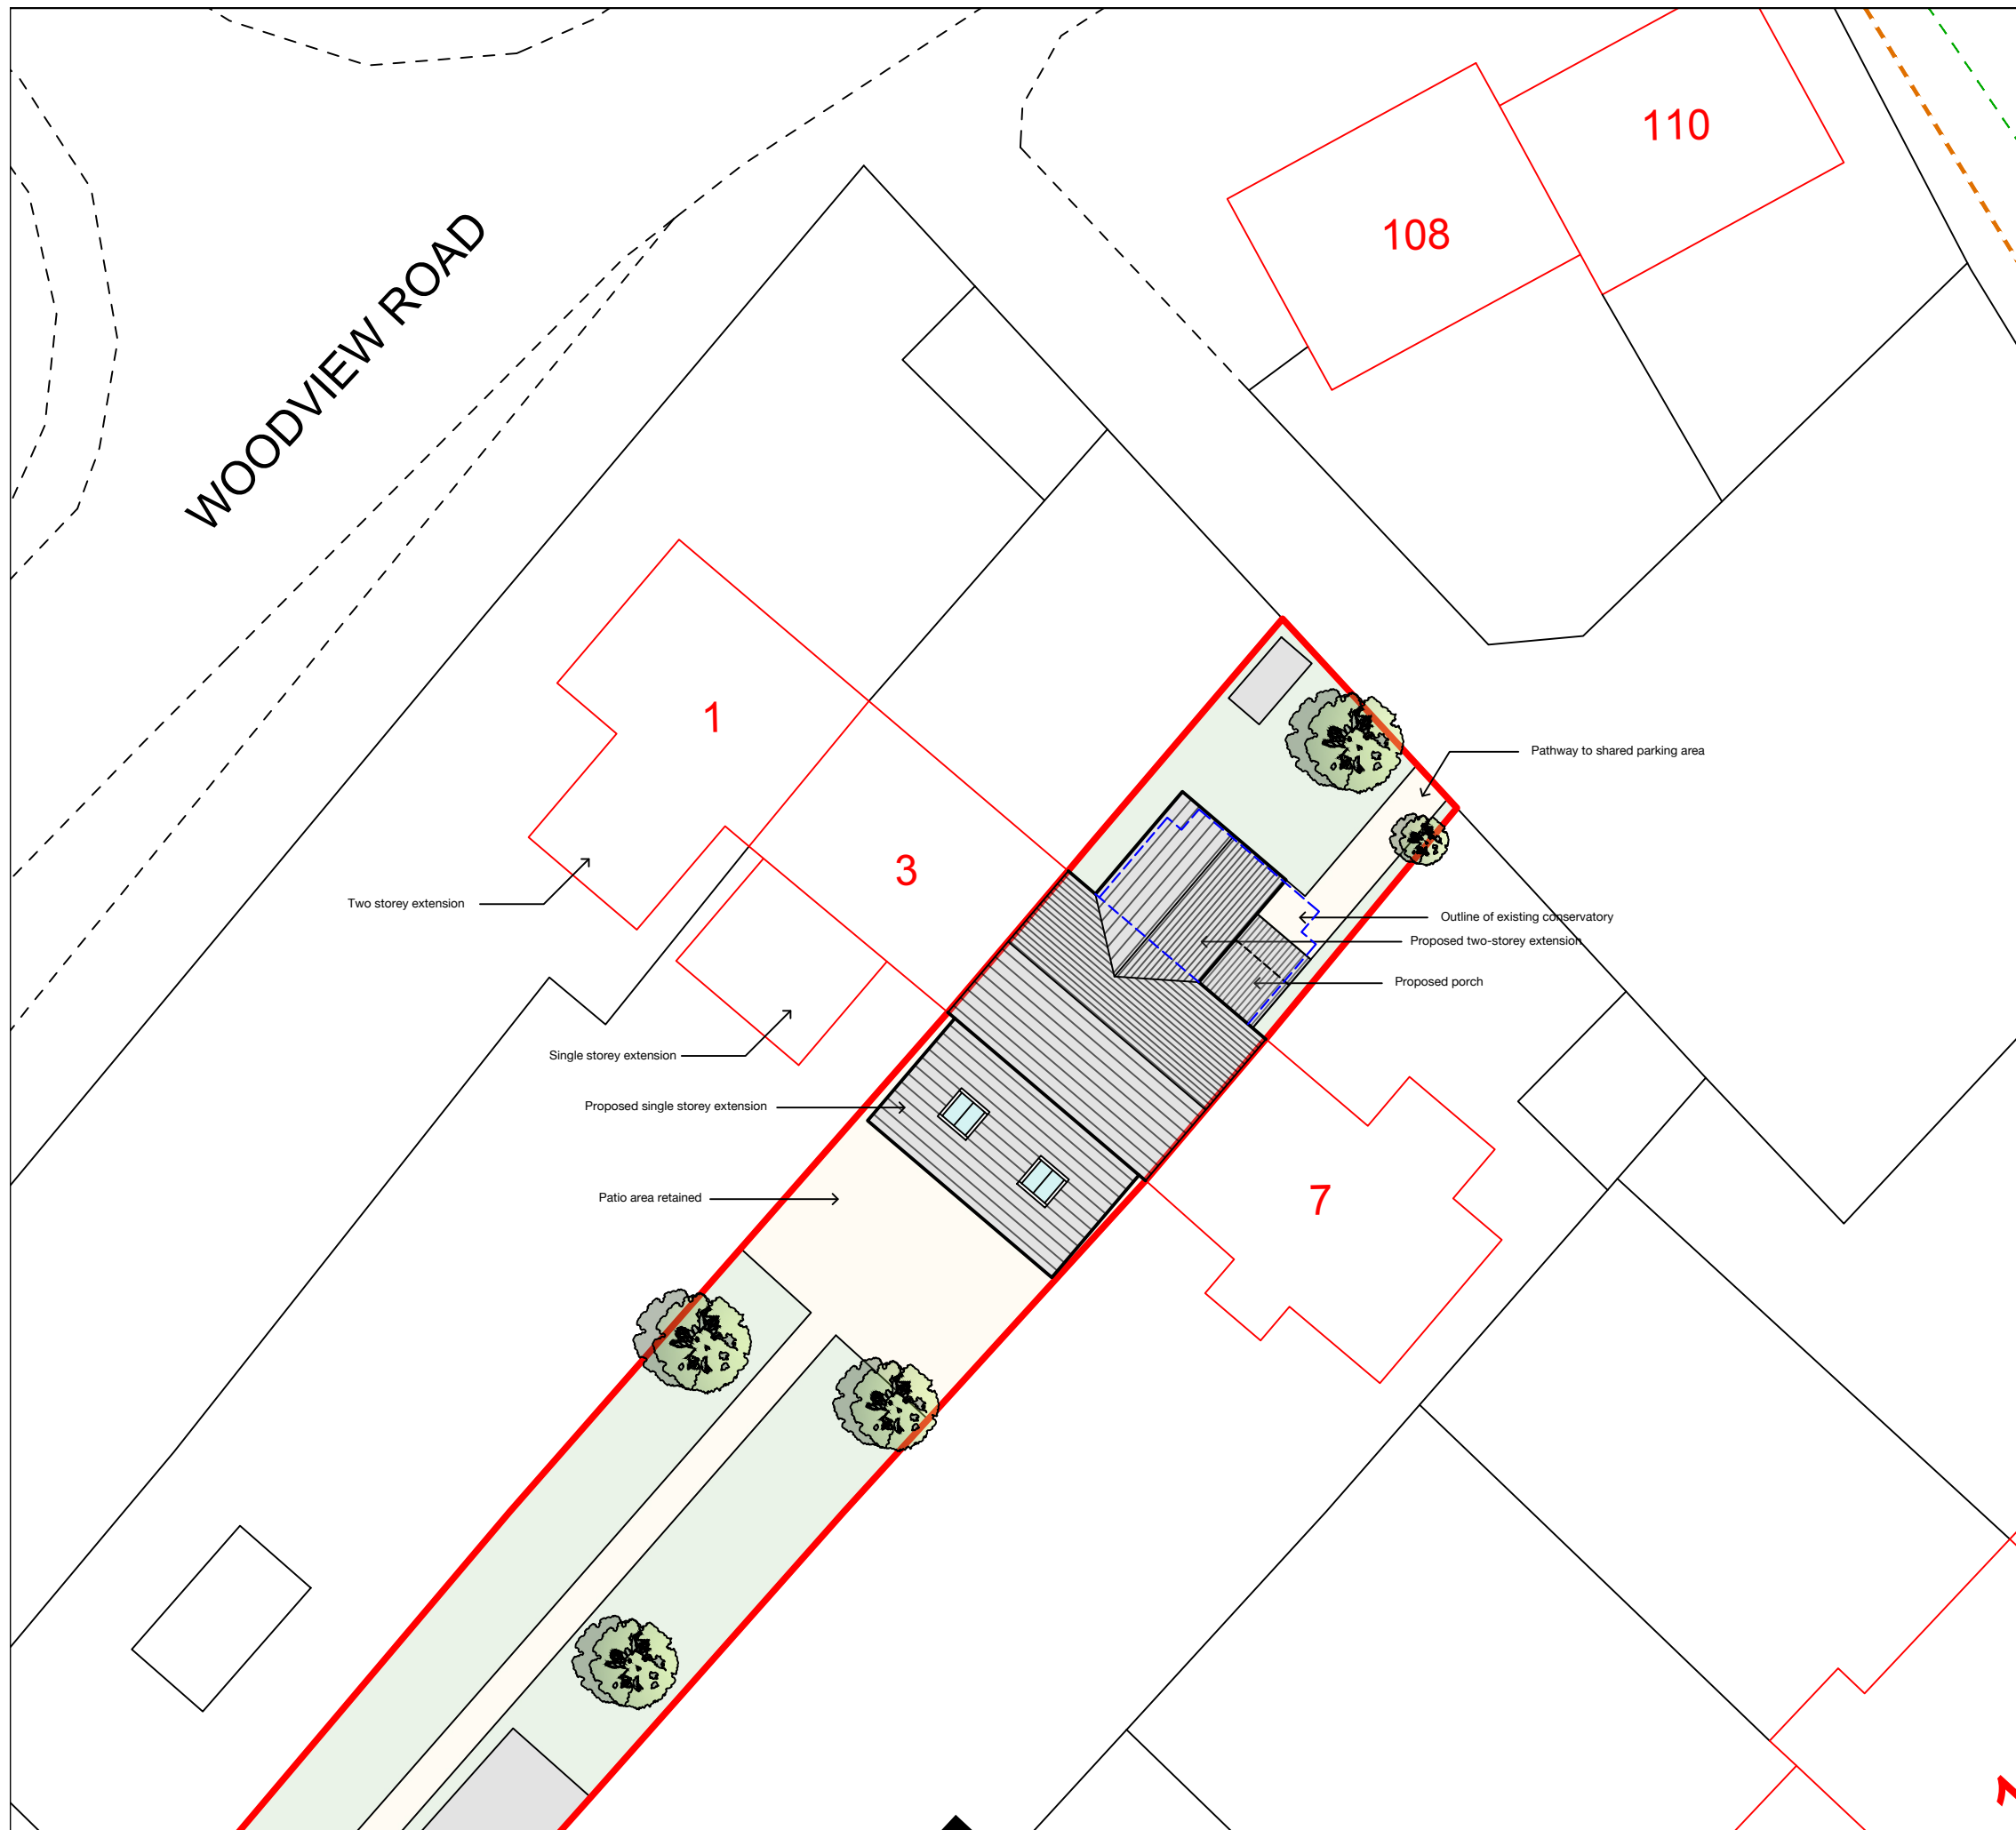 110
108
WOODVIEW ROAD
1
Pathway to shared parking area
3
Two storey extension
Outline of existing conservatory
Proposed two-storey extension
Proposed porch
Single storey extension
Proposed single storey extension
Patio area retained
7